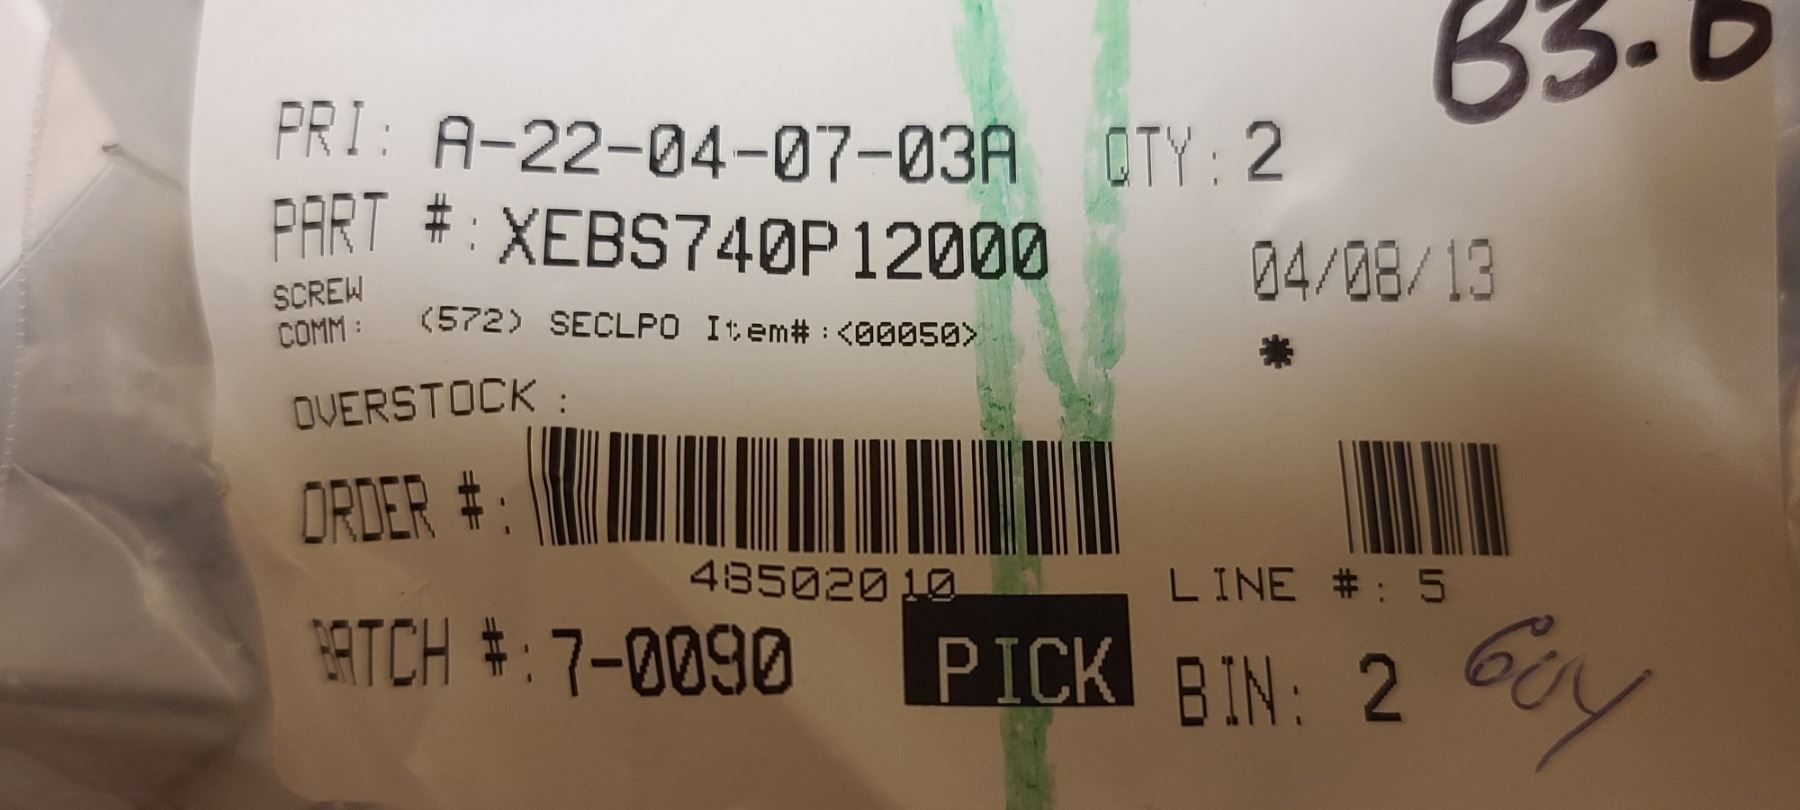 B3.D
PRI: A-22-04-07-03A QTY: 2
PART #: XEBS740P12000 04/08/13
SCREW
COMM: (572) SECLPO Item#:<00050> *
OVERSTOCK:
ORDER #:
48502010 LINE #: 5
BATCH #: 7-0090 PICK BIN: 2 Guy